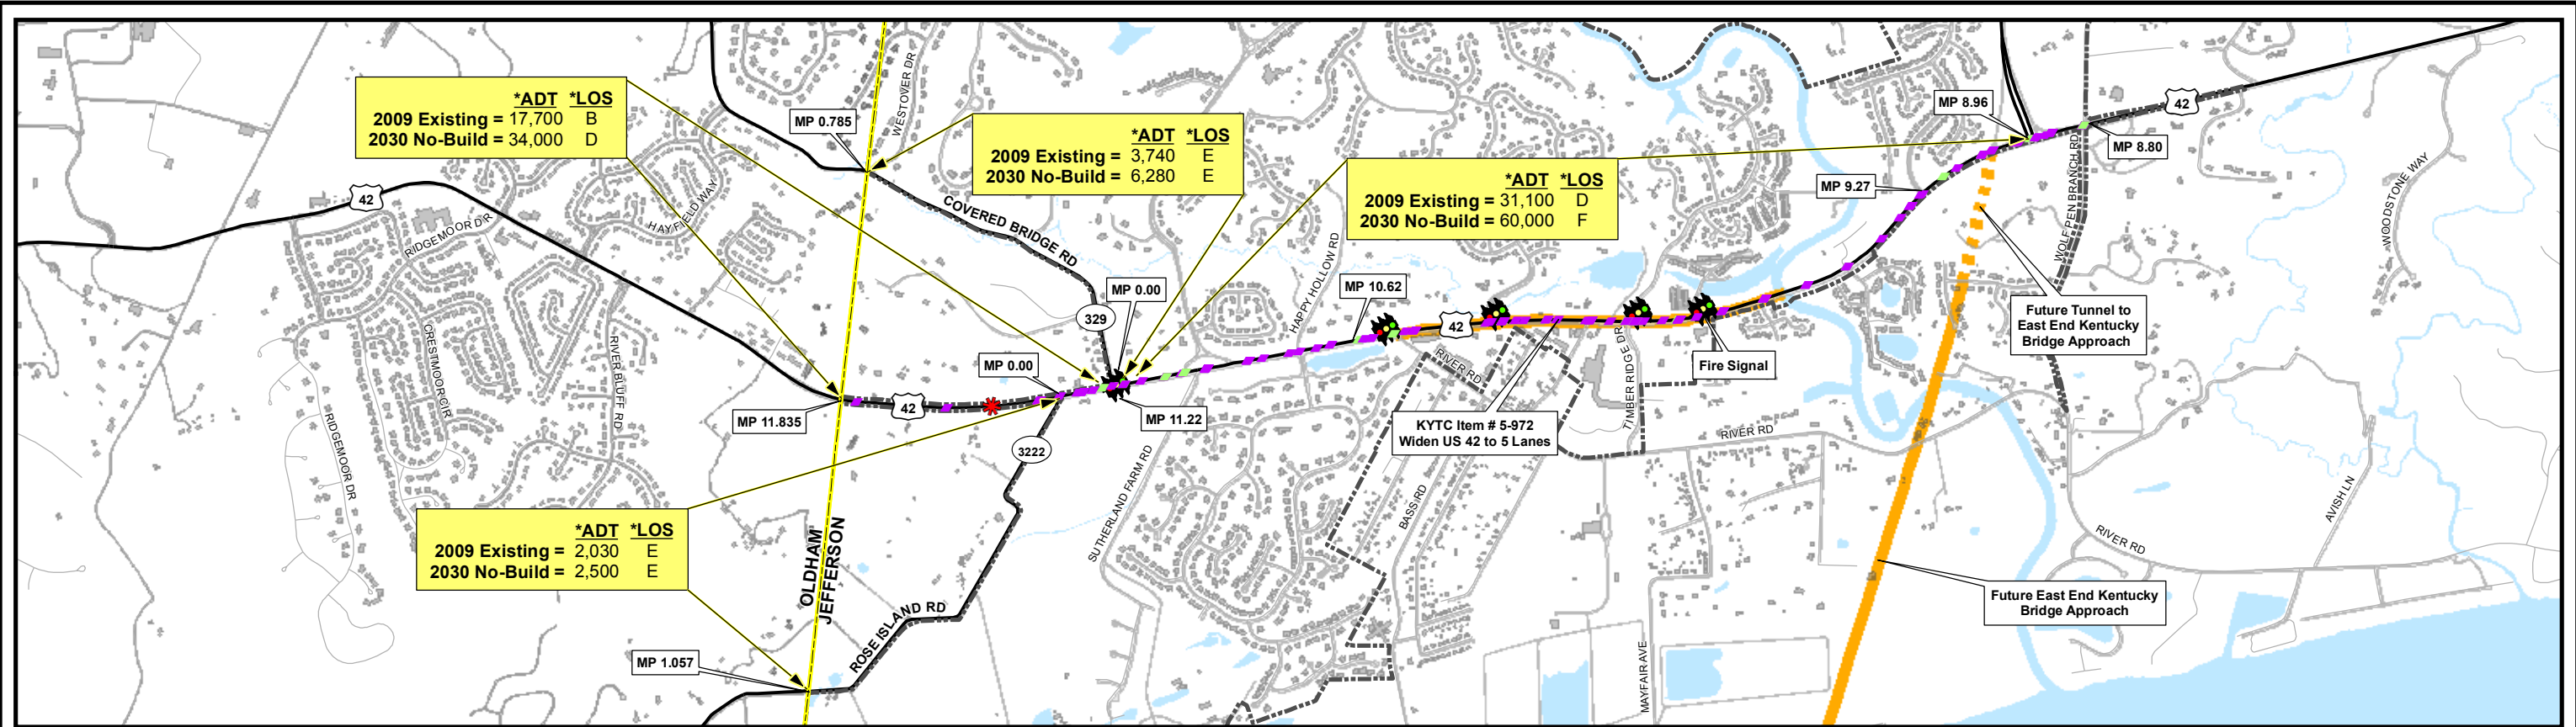 *ADT *LOS
2009 Existing = 17,700 B
2030 No-Build = 34,000 D
MP 0.785
WESTOVER DR
*ADT *LOS
2009 Existing = 3,740 E
2030 No-Build = 6,280 E
*ADT *LOS
2009 Existing = 31,100 D
2030 No-Build = 60,000 F
MP 8.96
42
MP 8.80
MP 9.27
WOLF PEN BRANCH RD
WOODSTONE WAY
42
RIDGEMOOR DR
HAYFIELD WAY
COVERED BRIDGE RD
HAPPY HOLLOW RD
MP 0.00
MP 10.62
329
42
Future Tunnel to
East End Kentucky
Bridge Approach
CRESTMOOR CIR
RIVER BLUFF RD
MP 0.00
RIVER RD
TIMBER RIDGE DR
Fire Signal
42
MP 11.835
MP 11.22
KYTC Item # 5-972
Widen US 42 to 5 Lanes
RIVER RD
RIDGEMOOR DR
3222
SUTHERLAND FARM RD
BASS RD
AVISH LN
*ADT *LOS
2009 Existing = 2,030 E
2030 No-Build = 2,500 E
OLDHAM
JEFFERSON
RIVER RD
ROSE ISLAND RD
Future East End Kentucky
Bridge Approach
MP 1.057
MAYFAIR AVE